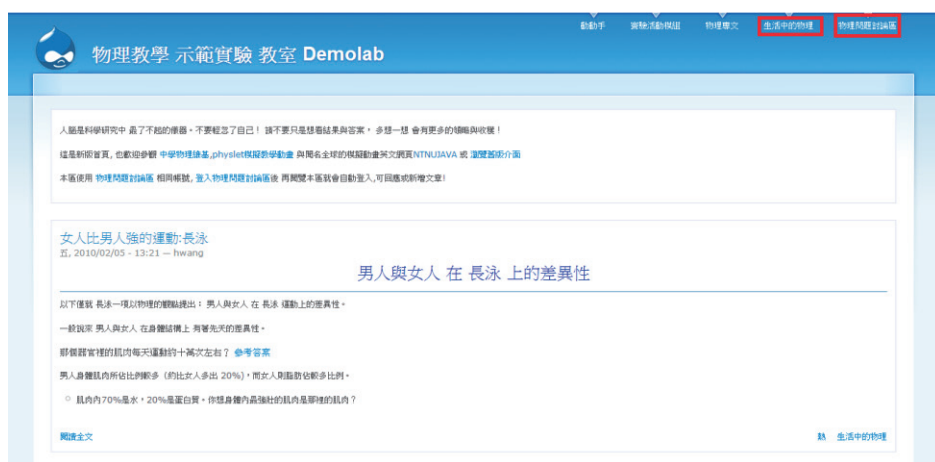 動動手 實驗活動模組 物理專文 生活中的物理 物理問題討論區
物理教學 示範實驗 教室 Demolab
人腦是科學研究中 最了不起的儀器。不要輕忽了自己! 請不要只是想看結果與答案, 多想一想 會有更多的領略與收穫!
這是新版首頁, 也歡迎參觀 中學物理繪基,physlet模擬教學動畫 與聞名全球的模擬動畫英文網頁NTNUJAVA 或 瀏覽舊版介面
本區使用 物理問題討論區 相同帳號, 登入物理問題討論區後 再閱覽本區就會自動登入,可回應或新增文章!
女人比男人強的運動:長泳
五, 2010/02/05 - 13:21 — hwang
男人與女人 在 長泳 上的差異性
以下僅就 長泳一項以物理的觀點提出: 男人與女人 在 長泳 運動上的差異性。
一般說來 男人與女人 在身體結構上 有著先天的差異性。
那個器官裡的肌肉每天運動約十萬次左右? 參考答案
男人身體肌肉所佔比例較多 (約比女人多出 20%),而女人則脂肪佔較多比例。
○ 肌肉內70%是水,20%是蛋白質。你想身體內最強壯的肌肉是那裡的肌肉?
閱讀全文 熱 生活中的物理